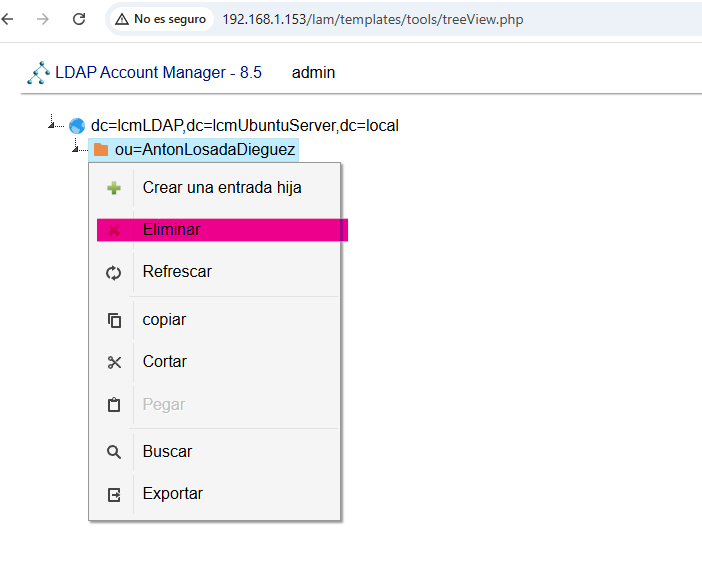 No es seguro 192.168.1.153/lam/templates/tools/treeView.php
LDAP Account Manager - 8.5 admin
dc=lcmLDAP,dc=lcmUbuntuServer,dc=local
ou=AntonLosadaDieguez
Crear una entrada hija
Eliminar
Refrescar
copiar
Cortar
Pegar
Buscar
Exportar